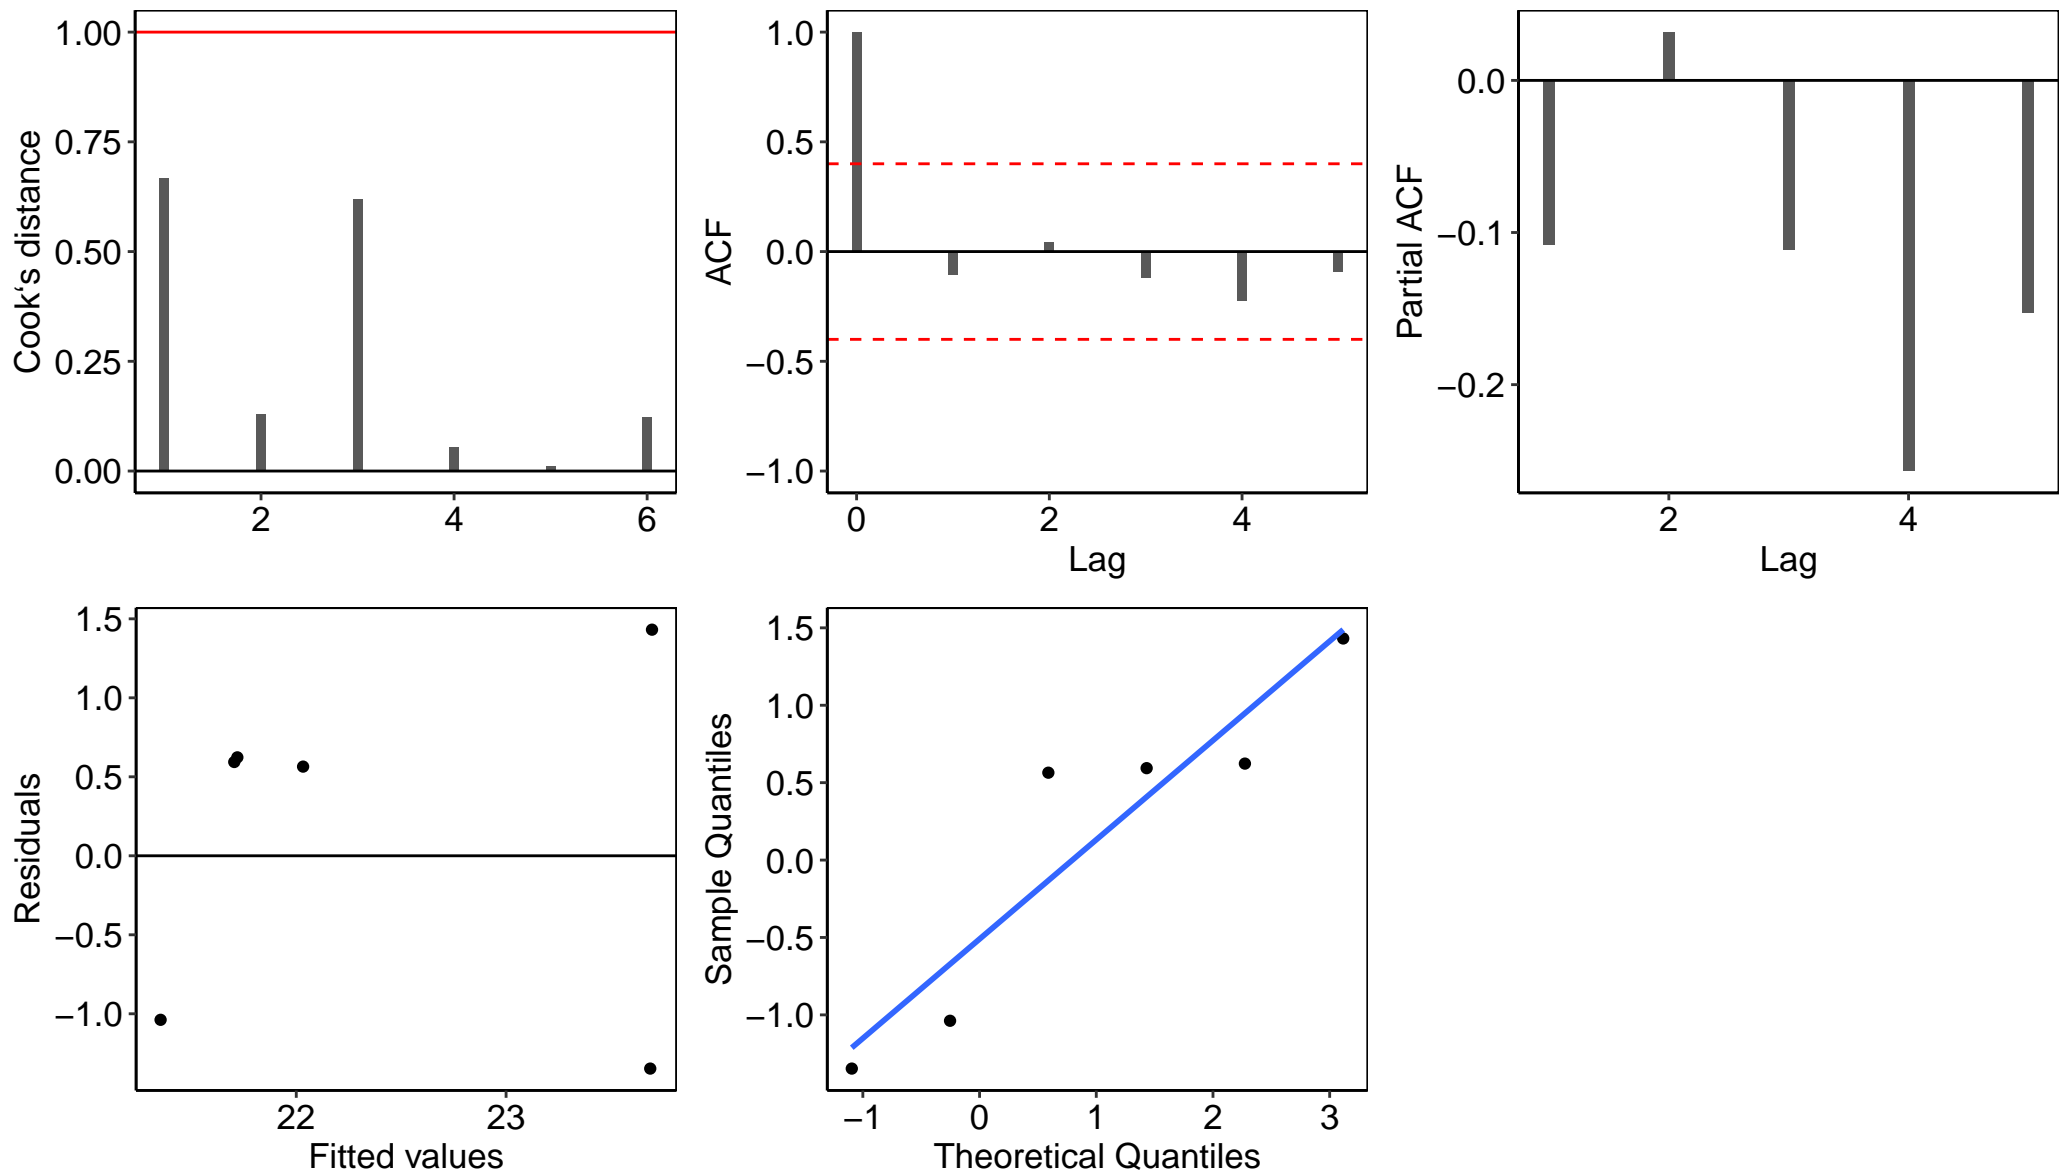 Cook‘s distance
1.00
0.75
0.50
0.25
0.00
2 4 6
ACF
1.0
0.5
0.0
−0.5
−1.0
0 2 4
Lag
Partial ACF
0.0
−0.1
−0.2
2 4
Lag
Residuals
1.5
1.0
0.5
0.0
−0.5
−1.0
22 23
Fitted values
Sample Quantiles
1.5
1.0
0.5
0.0
−0.5
−1.0
−1 0 1 2 3
Theoretical Quantiles